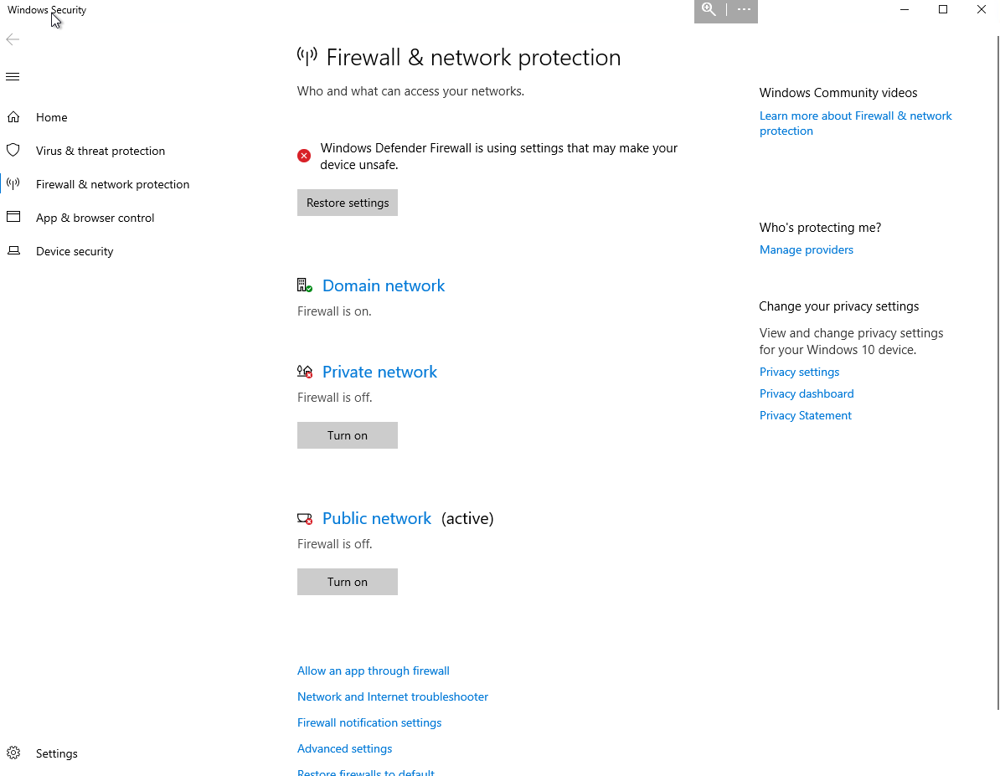 Windows Security
Home
Virus & threat protection
Firewall & network protection
App & browser control
Device security
Settings
Firewall & network protection
Who and what can access your networks.
Windows Defender Firewall is using settings that may make your
device unsafe.
Restore settings
Domain network
Firewall is on.
Private network
Firewall is off.
Turn on
Public network (active)
Firewall is off.
Turn on
Allow an app through firewall
Network and Internet troubleshooter
Firewall notification settings
Advanced settings
Restore firewalls to default
Windows Community videos
Learn more about Firewall & network
protection
Who's protecting me?
Manage providers
Change your privacy settings
View and change privacy settings
for your Windows 10 device.
Privacy settings
Privacy dashboard
Privacy Statement